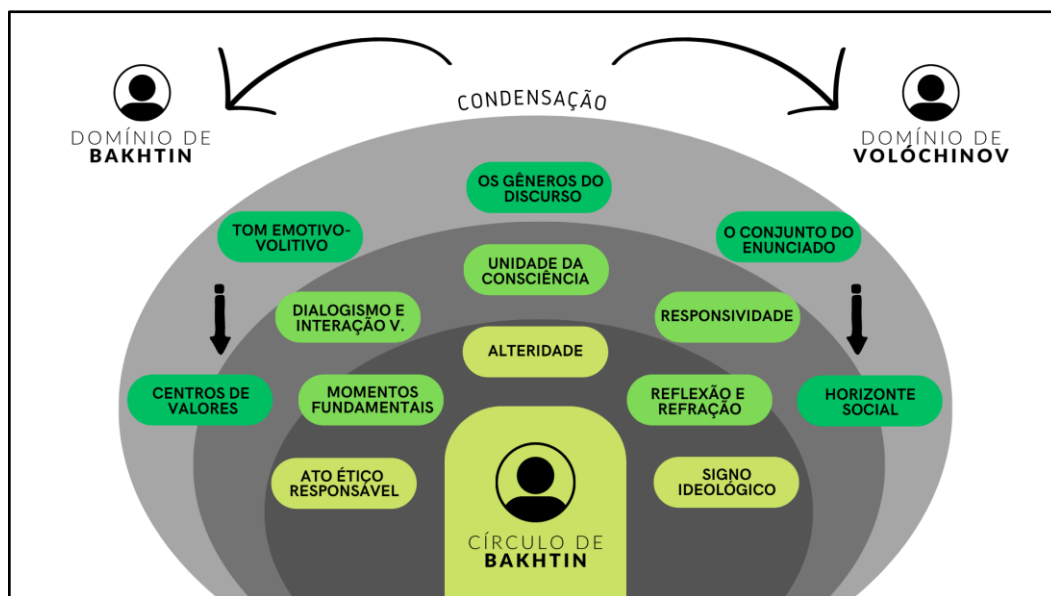 CONDENSAÇÃO
DOMÍNIO DE
BAKHTIN
DOMÍNIO DE
VOLÓCHINOV
OS GÊNEROS DO
DISCURSO
TOM EMOTIVO-
VOLITIVO
O CONJUNTO DO
ENUNCIADO
UNIDADE DA
CONSCIÊNCIA
DIALOGISMO E
INTERAÇÃO V.
RESPONSIVIDADE
ALTERIDADE
CENTROS DE
VALORES
MOMENTOS
FUNDAMENTAIS
REFLEXÃO E
REFRAÇÃO
HORIZONTE
SOCIAL
ATO ÉTICO
RESPONSÁVEL
SIGNO
IDEOLÓGICO
CÍRCULO DE
BAKHTIN